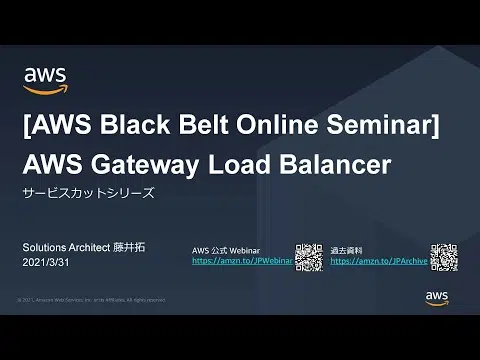 aws
[AWS Black Belt Online Seminar]
AWS Gateway Load Balancer
サービスカットシリーズ
Solutions Architect 藤井拓
2021/3/31
AWS 公式 Webinar
https://amzn.to/JPWebinar
過去資料
https://amzn.to/JPArchive
© 2021, Amazon Web Services, Inc. or its Affiliates. All rights reserved.
aws